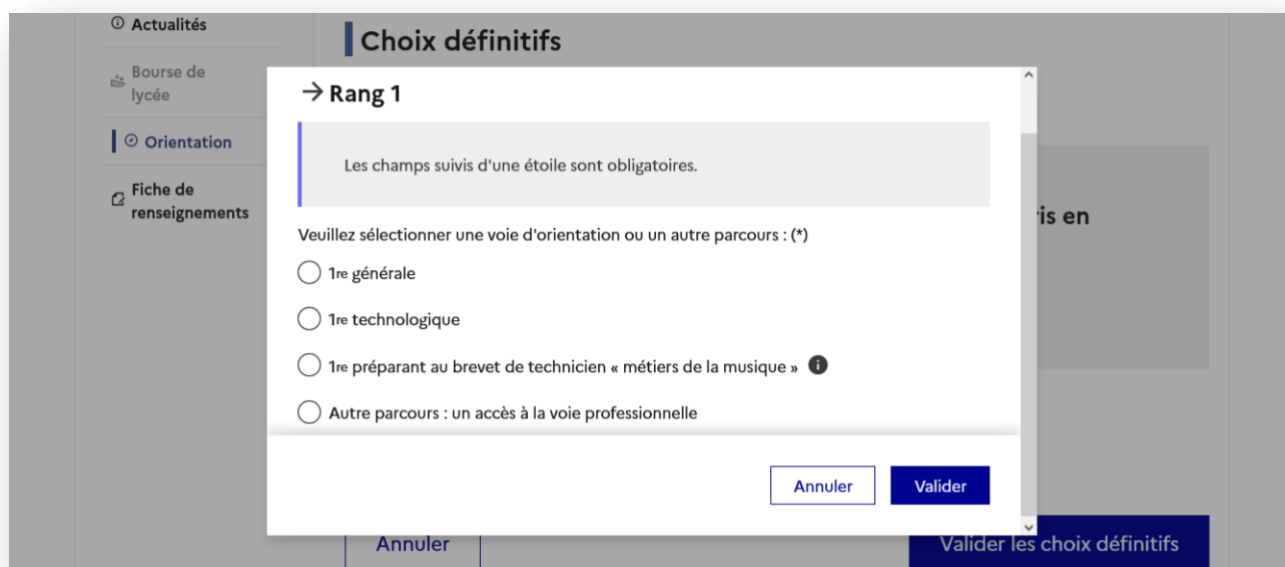 Actualités
Choix définitifs
Bourse de
lycée
Orientation
Fiche de
renseignements
→ Rang 1
Les champs suivis d'une étoile sont obligatoires.
Veuillez sélectionner une voie d'orientation ou un autre parcours : (*)
1re générale
1re technologique
1re préparant au brevet de technicien « métiers de la musique »
Autre parcours : un accès à la voie professionnelle
Annuler
Valider
is en
Annuler
Valider les choix définitifs